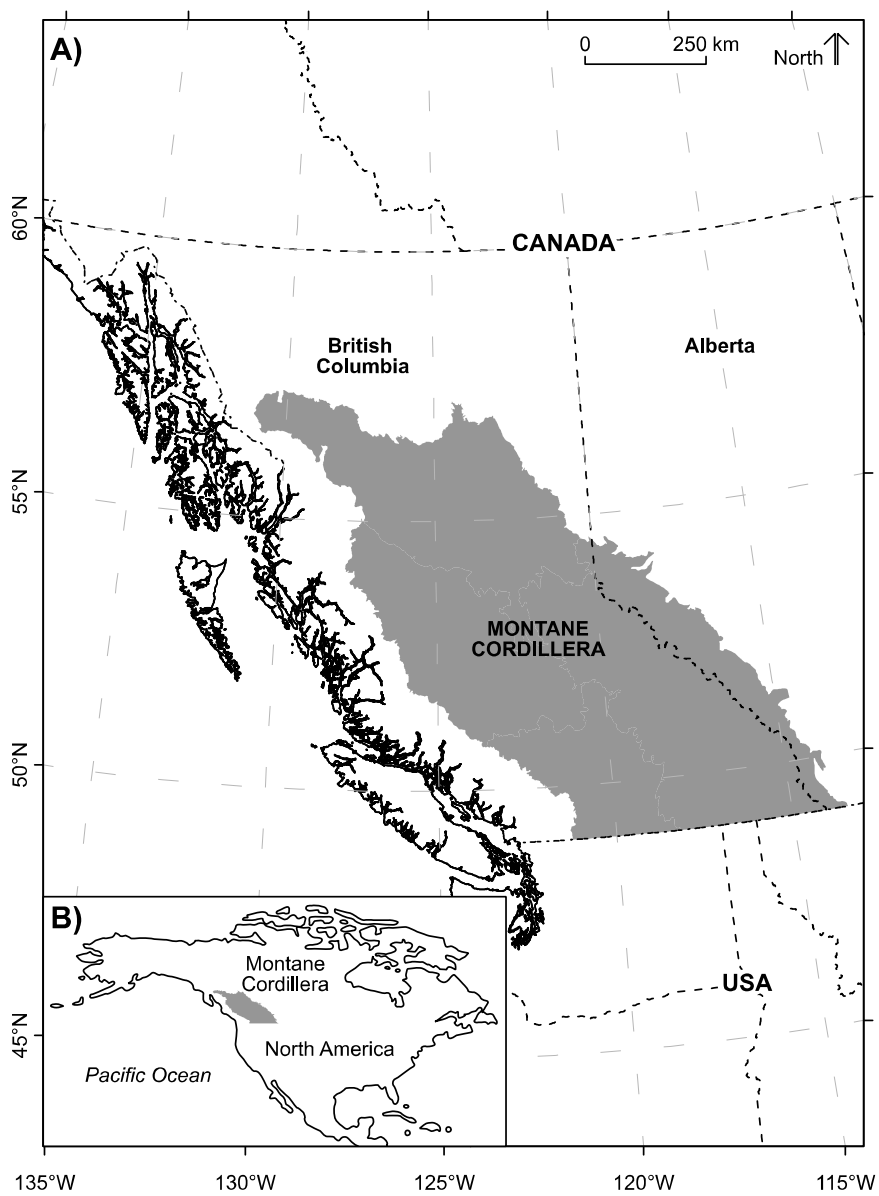 A)
0 250 km
North
60°N
CANADA
British
Columbia
Alberta
55°N
MONTANE
CORDILLERA
50°N
B)
Montane
Cordillera
USA
45°N
North America
Pacific Ocean
135°W 130°W 125°W 120°W 115°W